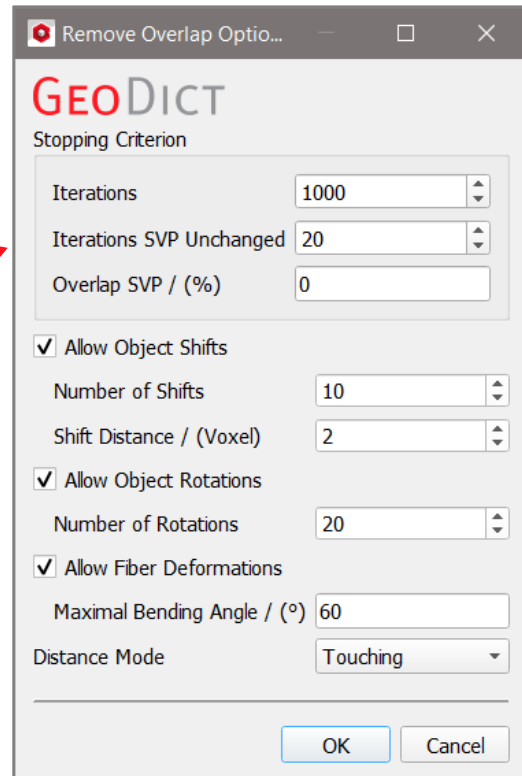 Remove Overlap Optio...
GEODICT
Stopping Criterion
Iterations 1000
Iterations SVP Unchanged 20
Overlap SVP / (%) 0
Allow Object Shifts
Number of Shifts 10
Shift Distance / (Voxel) 2
Allow Object Rotations
Number of Rotations 20
Allow Fiber Deformations
Maximal Bending Angle / (°) 60
Distance Mode Touching
OK Cancel